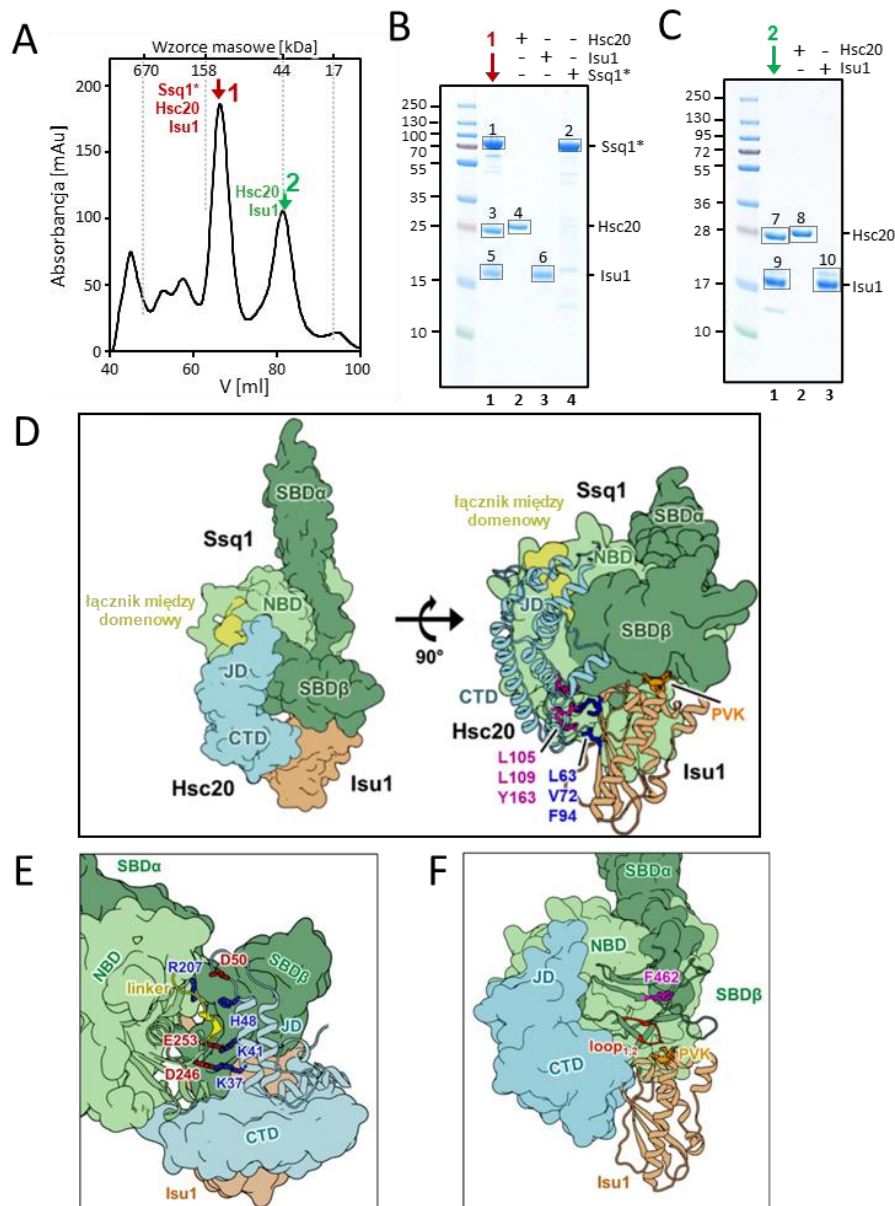 A
Wzorce masowe [kDa]
670 158 44 17
Absorbancja [mAu]
200
150
100
50
0
Ssq1*
Hsc20
Isu1
1
Hsc20
Isu1
2
40 60 80 100
V [ml]
B
1 + - - Hsc20
- + - Isu1
- - + Ssq1*
250
130
100
70
55
35
25
15
10
1 2
3 4
5 6
Ssq1*
Hsc20
Isu1
1 2 3 4
C
2 + - Hsc20
- + Isu1
250
130
95
72
55
36
28
17
10
7 8
9 10
Hsc20
Isu1
1 2 3
D
SBDα
Ssq1
łącznik między
domenowy
NBD
JD
SBDβ
CTD
Hsc20
Isu1
90°
Ssq1
łącznik między
domenowy
SBDα
NBD
JD
SBDβ
CTD
Hsc20
PVK
Isu1
L105
L109
Y163
L63
V72
F94
E
SBDα
NBD
D50
R207
SBDβ
linker
H48
JD
E253
K41
D246
K37
CTD
Isu1
F
SBDα
NBD
JD
F462
SBDβ
loop1,2
PVK
CTD
Isu1